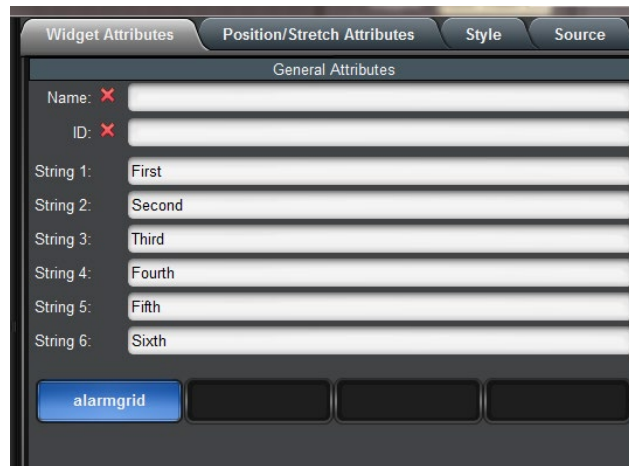 Widget Attributes Position/Stretch Attributes Style Source
General Attributes
Name:
ID:
String 1: First
String 2: Second
String 3: Third
String 4: Fourth
String 5: Fifth
String 6: Sixth
alarmgrid